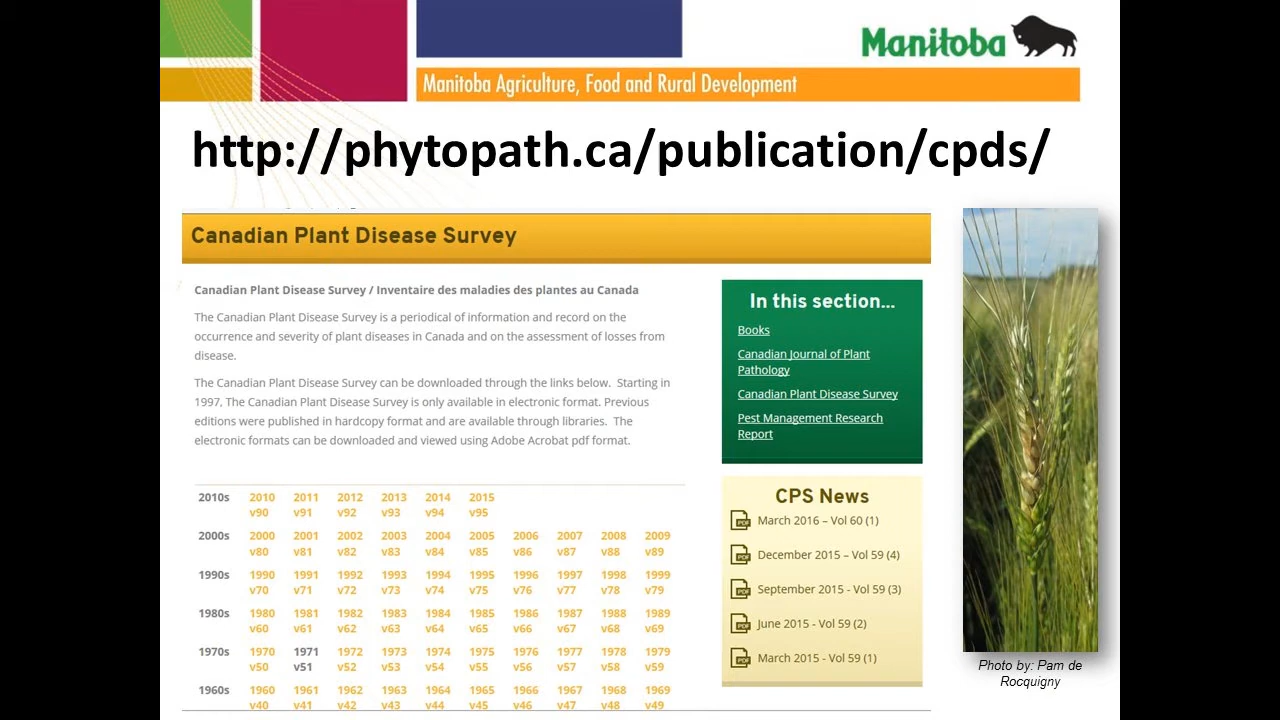 Manitoba
Manitoba Agriculture, Food and Rural Development
http://phytopath.ca/publication/cpds/
Canadian Plant Disease Survey
Canadian Plant Disease Survey / Inventaire des maladies des plantes au Canada
The Canadian Plant Disease Survey is a periodical of information and record on the
occurrence and severity of plant diseases in Canada and on the assessment of losses from
disease.
The Canadian Plant Disease Survey can be downloaded through the links below. Starting in
1997, The Canadian Plant Disease Survey is only available in electronic format. Previous
editions were published in hardcopy format and are available through libraries. The
electronic formats can be downloaded and viewed using Adobe Acrobat pdf format.
2010s 2010 2011 2012 2013 2014 2015
v90 v91 v92 v93 v94 v95
2000s 2000 2001 2002 2003 2004 2005 2006 2007 2008 2009
v80 v81 v82 v83 v84 v85 v86 v87 v88 v89
1990s 1990 1991 1992 1993 1994 1995 1996 1997 1998 1999
v70 v71 v72 v73 v74 v75 v76 v77 v78 v79
1980s 1980 1981 1982 1983 1984 1985 1986 1987 1988 1989
v60 v61 v62 v63 v64 v65 v66 v67 v68 v69
1970s 1970 1971 1972 1973 1974 1975 1976 1977 1978 1979
v50 v51 v52 v53 v54 v55 v56 v57 v58 v59
1960s 1960 1961 1962 1963 1964 1965 1966 1967 1968 1969
v40 v41 v42 v43 v44 v45 v46 v47 v48 v49
In this section...
Books
Canadian Journal of Plant
Pathology
Canadian Plant Disease Survey
Pest Management Research
Report
CPS News
PDF March 2016 – Vol 60 (1)
PDF December 2015 – Vol 59 (4)
PDF September 2015 - Vol 59 (3)
PDF June 2015 - Vol 59 (2)
PDF March 2015 - Vol 59 (1)
Photo by: Pam de
Rocquigny